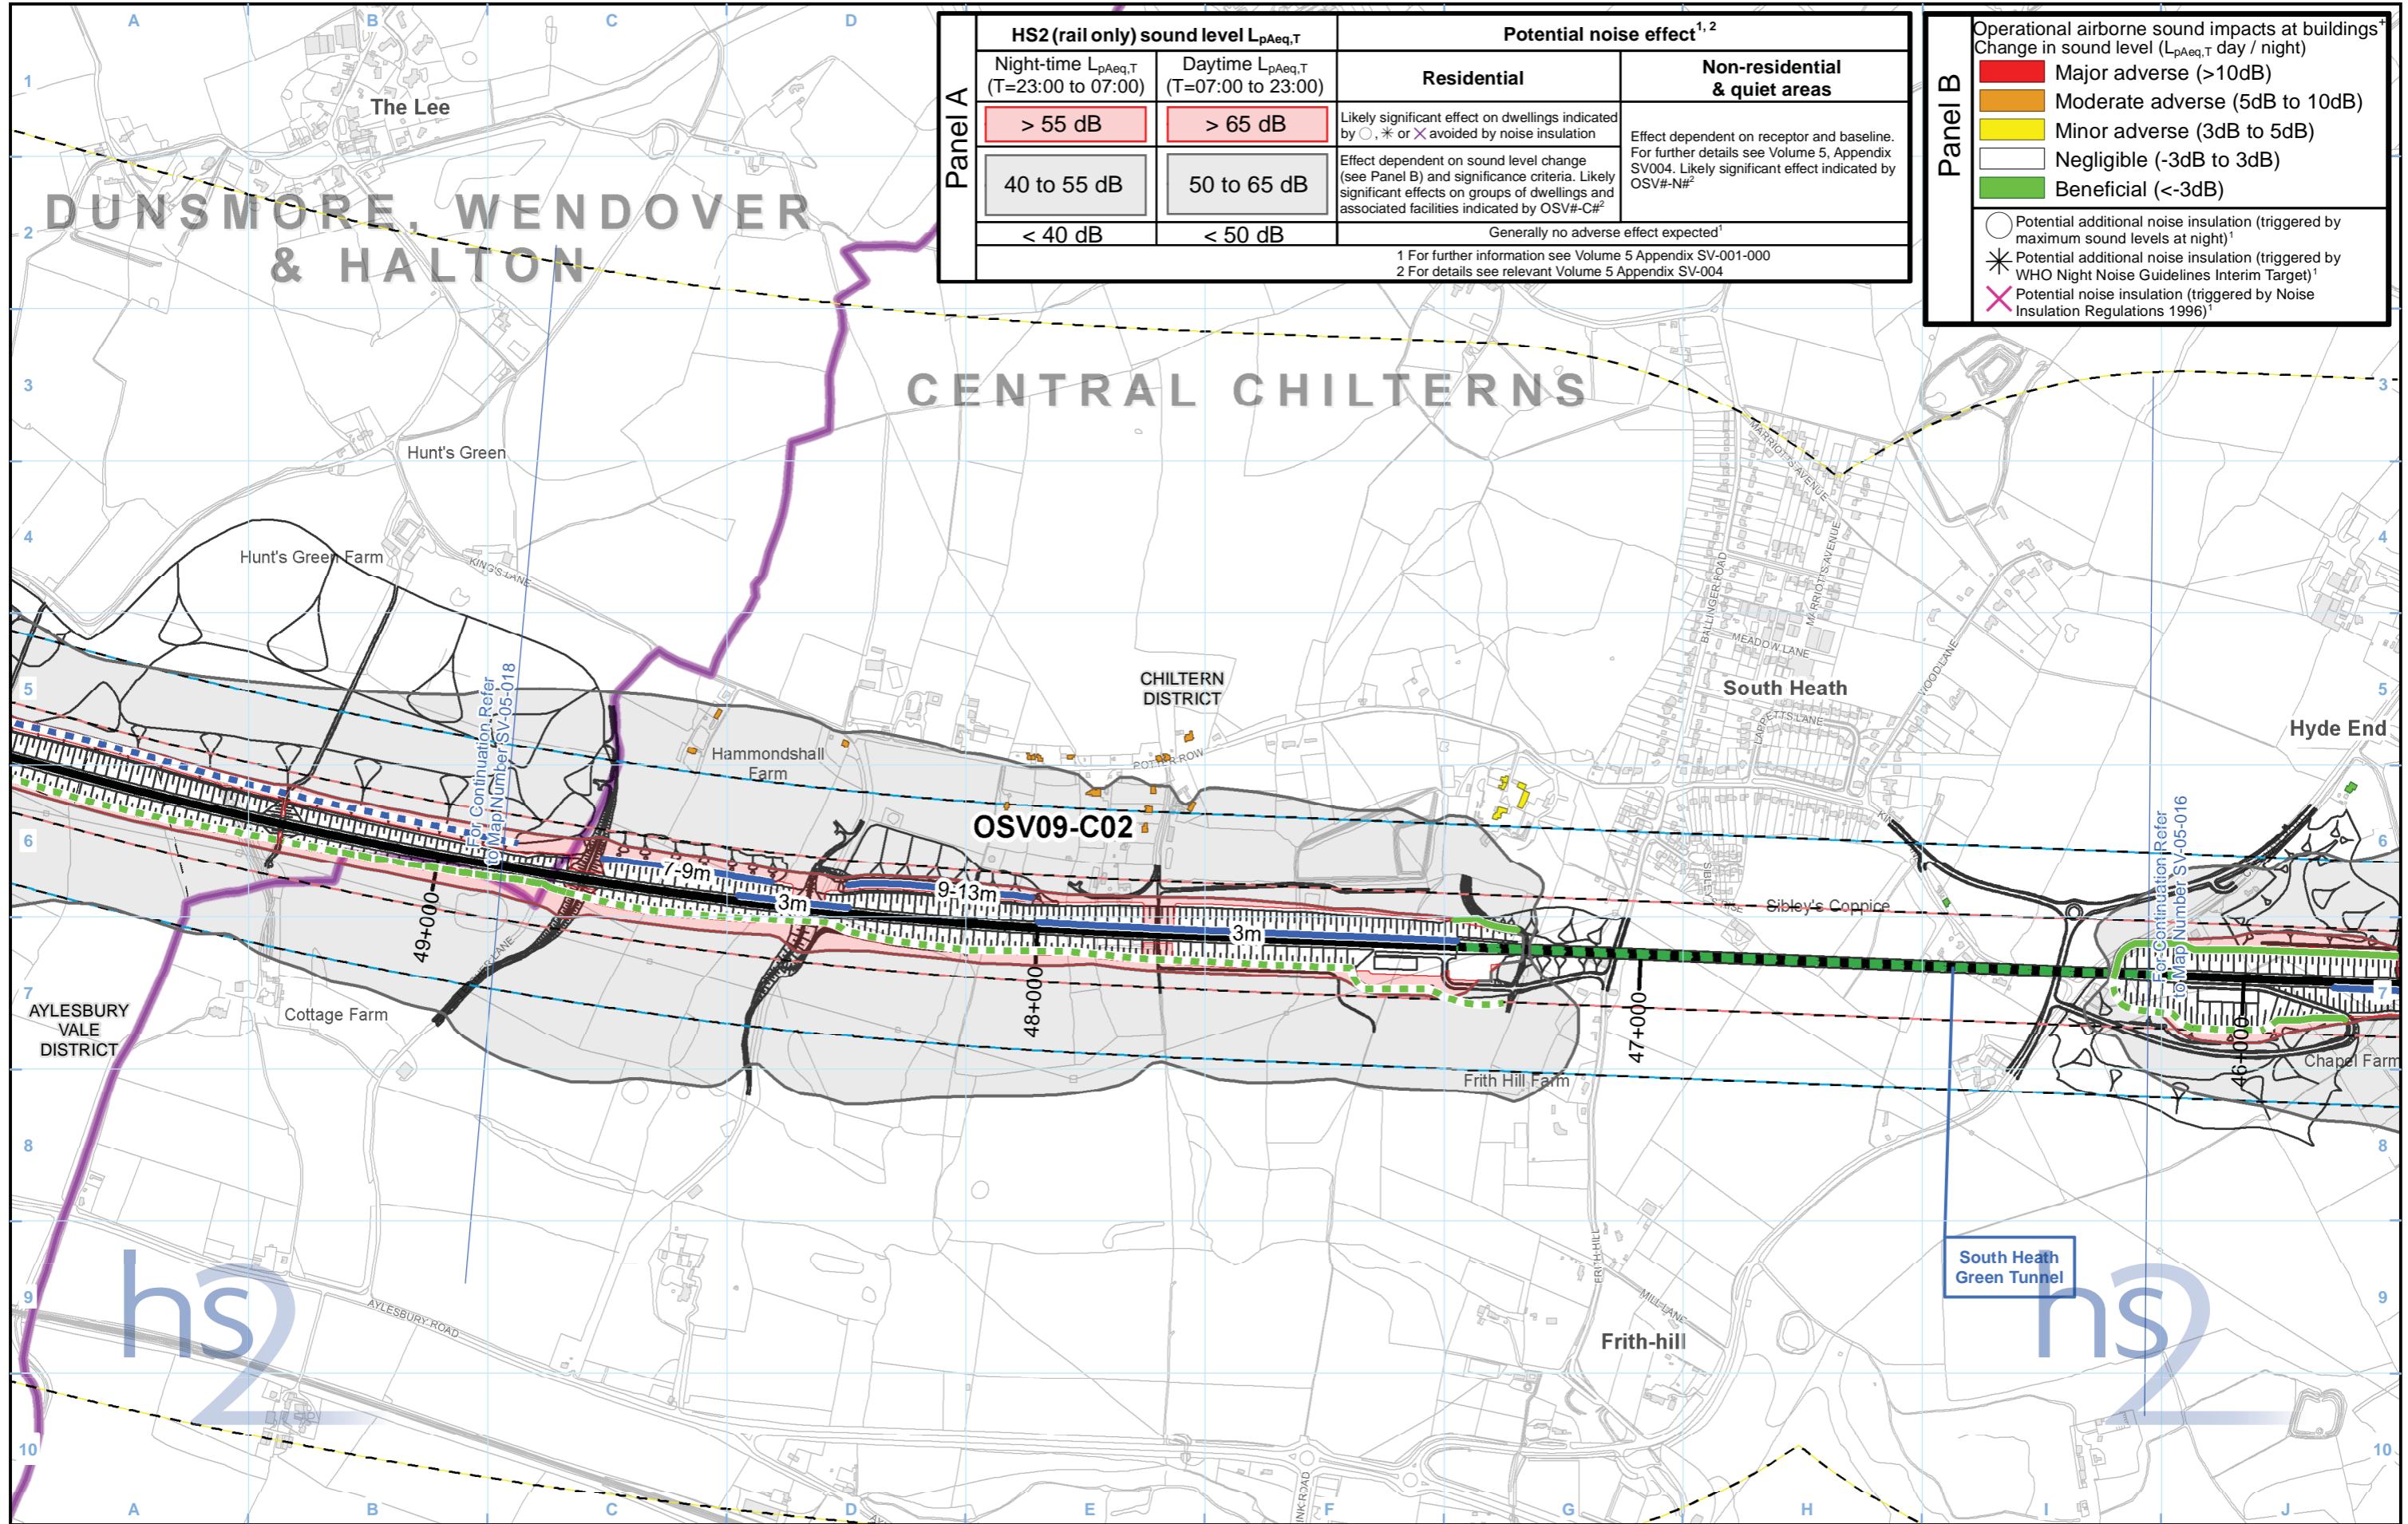 A B C D
Panel A
HS2 (rail only) sound level LpAeq,T
Potential noise effect1, 2
Night-time LpAeq,T
(T=23:00 to 07:00)
Daytime LpAeq,T
(T=07:00 to 23:00)
Residential
Non-residential
& quiet areas
> 55 dB
> 65 dB
Likely significant effect on dwellings indicated
by ○, ✳ or × avoided by noise insulation
Effect dependent on receptor and baseline.
For further details see Volume 5, Appendix
SV004. Likely significant effect indicated by
OSV#-N#2
40 to 55 dB
50 to 65 dB
Effect dependent on sound level change
(see Panel B) and significance criteria. Likely
significant effects on groups of dwellings and
associated facilities indicated by OSV#-C#2
< 40 dB
< 50 dB
Generally no adverse effect expected1
1 For further information see Volume 5 Appendix SV-001-000
2 For details see relevant Volume 5 Appendix SV-004
Panel B
Operational airborne sound impacts at buildings+
Change in sound level (LpAeq,T day / night)
Major adverse (>10dB)
Moderate adverse (5dB to 10dB)
Minor adverse (3dB to 5dB)
Negligible (-3dB to 3dB)
Beneficial (<-3dB)
Potential additional noise insulation (triggered by
maximum sound levels at night)1
Potential additional noise insulation (triggered by
WHO Night Noise Guidelines Interim Target)1
Potential noise insulation (triggered by Noise
Insulation Regulations 1996)1
1
The Lee
2
DUNSMORE, WENDOVER
& HALTON
3
CENTRAL CHILTERNS
3
Hunt's Green
MARRIOTTS AVENUE
4
Hunt's Green Farm
KING'S LANE
BALLINGER ROAD
MARRIOTTS AVENUE
4
MEADOW LANE
WOOD LANE
5
For Continuation Refer
to Map Number SV-05-018
CHILTERN
DISTRICT
South Heath
LAPPETTS LANE
5
Hyde End
Hammondshall
Farm
POTTER ROW
6
OSV09-C02
For Continuation Refer
to Map Number SV-05-016
6
7-9m
3m
9-13m
3m
Sibley's Coppice
49+000
48+000
47+000
46+000
7
7
AYLESBURY
VALE
DISTRICT
Cottage Farm
Frith Hill Farm
Chapel Farm
8
8
FRITH HILL
South Heath
Green Tunnel
hs2
hs2
9
9
AYLESBURY ROAD
MILL LANE
Frith-hill
10
10
A B C D E F G H I J